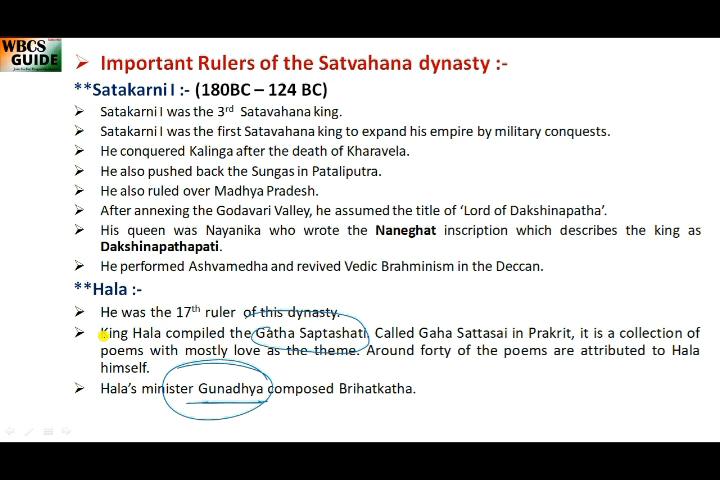 WBCS
GUIDE
➢ Important Rulers of the Satvahana dynasty :-
**Satakarni I :- (180BC – 124 BC)
➢ Satakarni I was the 3rd Satavahana king.
➢ Satakarni I was the first Satavahana king to expand his empire by military conquests.
➢ He conquered Kalinga after the death of Kharavela.
➢ He also pushed back the Sungas in Pataliputra.
➢ He also ruled over Madhya Pradesh.
➢ After annexing the Godavari Valley, he assumed the title of ‘Lord of Dakshinapatha’.
➢ His queen was Nayanika who wrote the Naneghat inscription which describes the king as
Dakshinapathapati.
➢ He performed Ashvamedha and revived Vedic Brahminism in the Deccan.
**Hala :-
➢ He was the 17th ruler of this dynasty.
➢ King Hala compiled the Gatha Saptashati Called Gaha Sattasai in Prakrit, it is a collection of
poems with mostly love as the theme. Around forty of the poems are attributed to Hala
himself.
➢ Hala’s minister Gunadhya composed Brihatkatha.